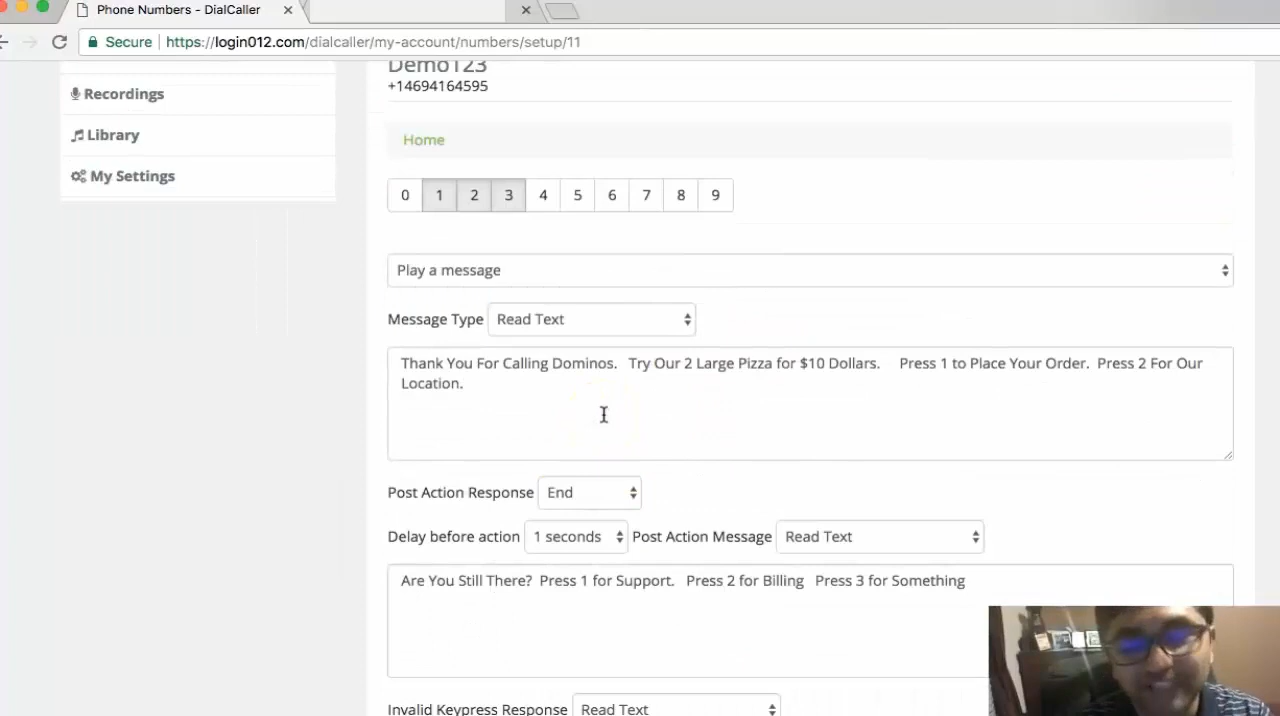 Phone Numbers - DialCaller
Secure https://login012.com/dialcaller/my-account/numbers/setup/11
Demo123
+14694164595
Recordings
Library
My Settings
Home
0 1 2 3 4 5 6 7 8 9
Play a message
Message Type Read Text
Thank You For Calling Dominos. Try Our 2 Large Pizza for $10 Dollars. Press 1 to Place Your Order. Press 2 For Our
Location.
Post Action Response End
Delay before action 1 seconds Post Action Message Read Text
Are You Still There? Press 1 for Support. Press 2 for Billing Press 3 for Something
Invalid Keypress Response Read Text